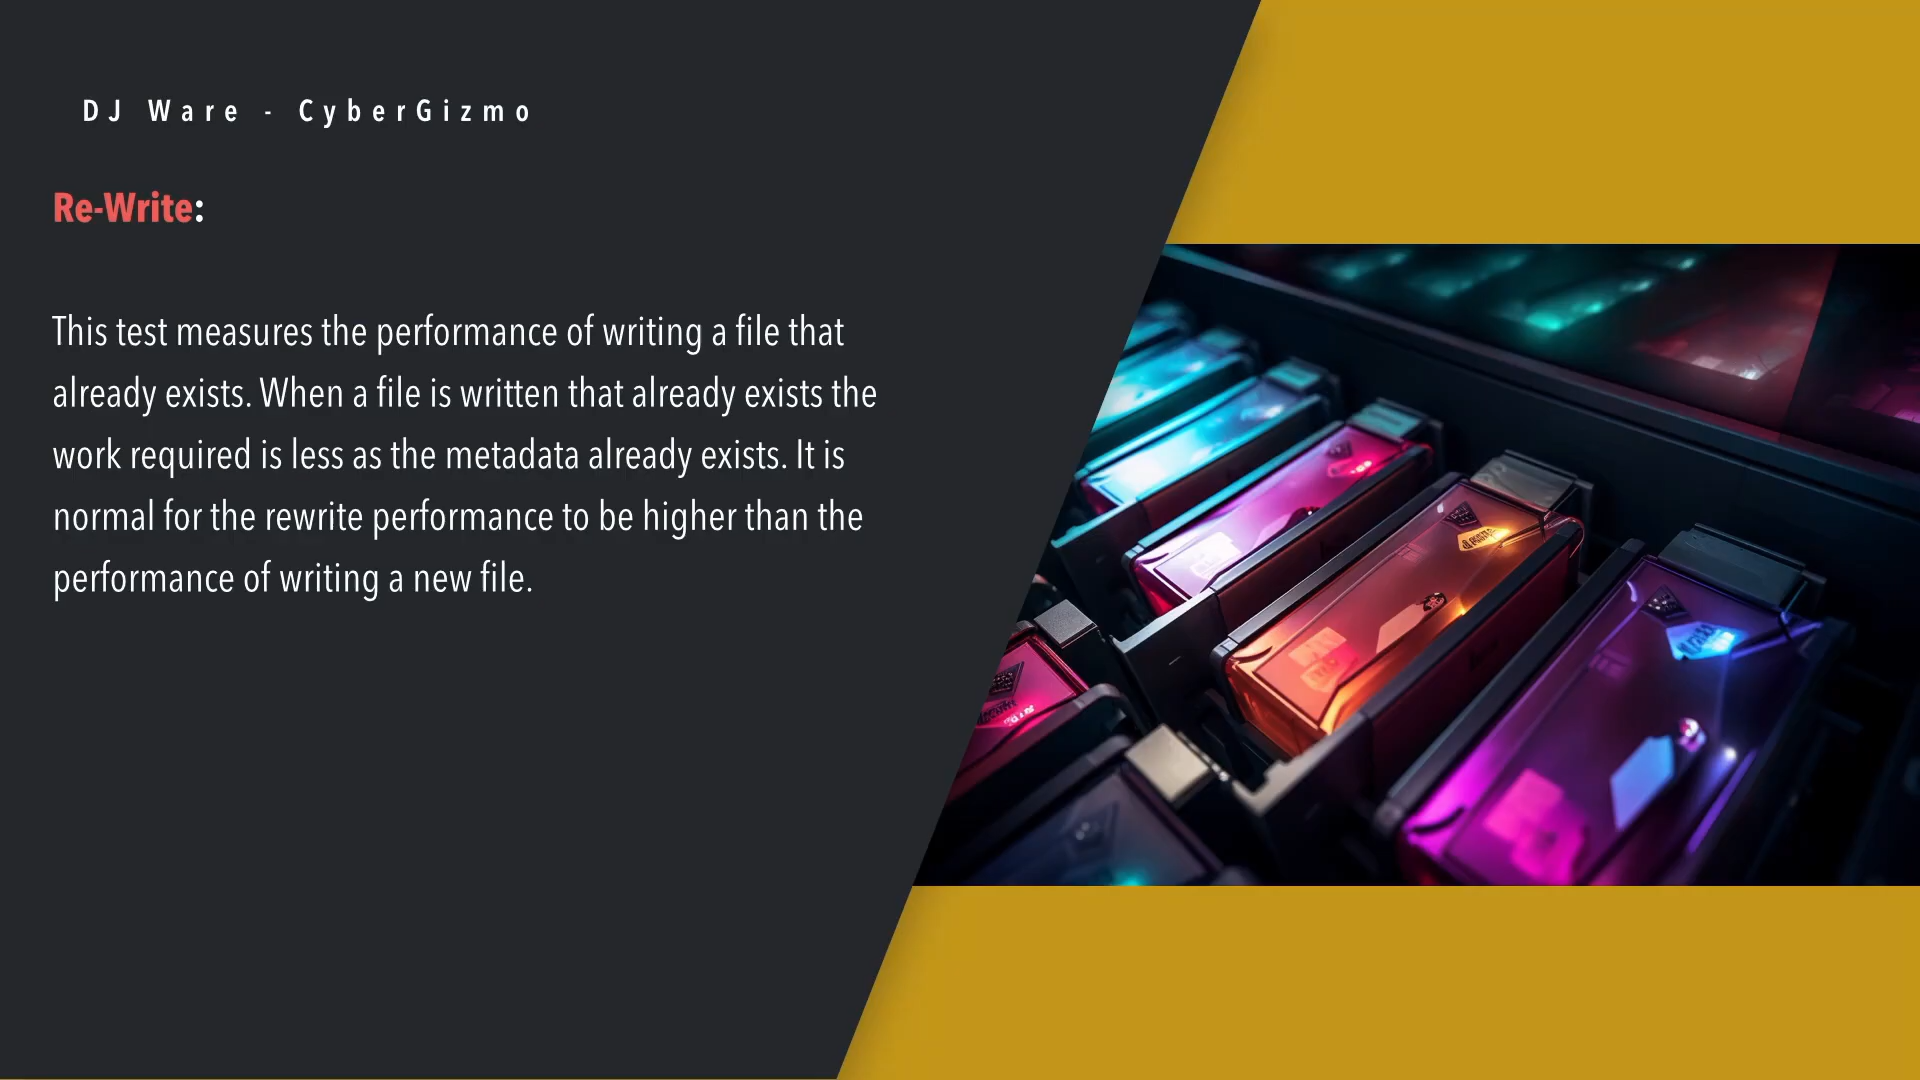 DJ Ware - CyberGizmo
Re-Write:
This test measures the performance of writing a file that
already exists. When a file is written that already exists the
work required is less as the metadata already exists. It is
normal for the rewrite performance to be higher than the
performance of writing a new file.